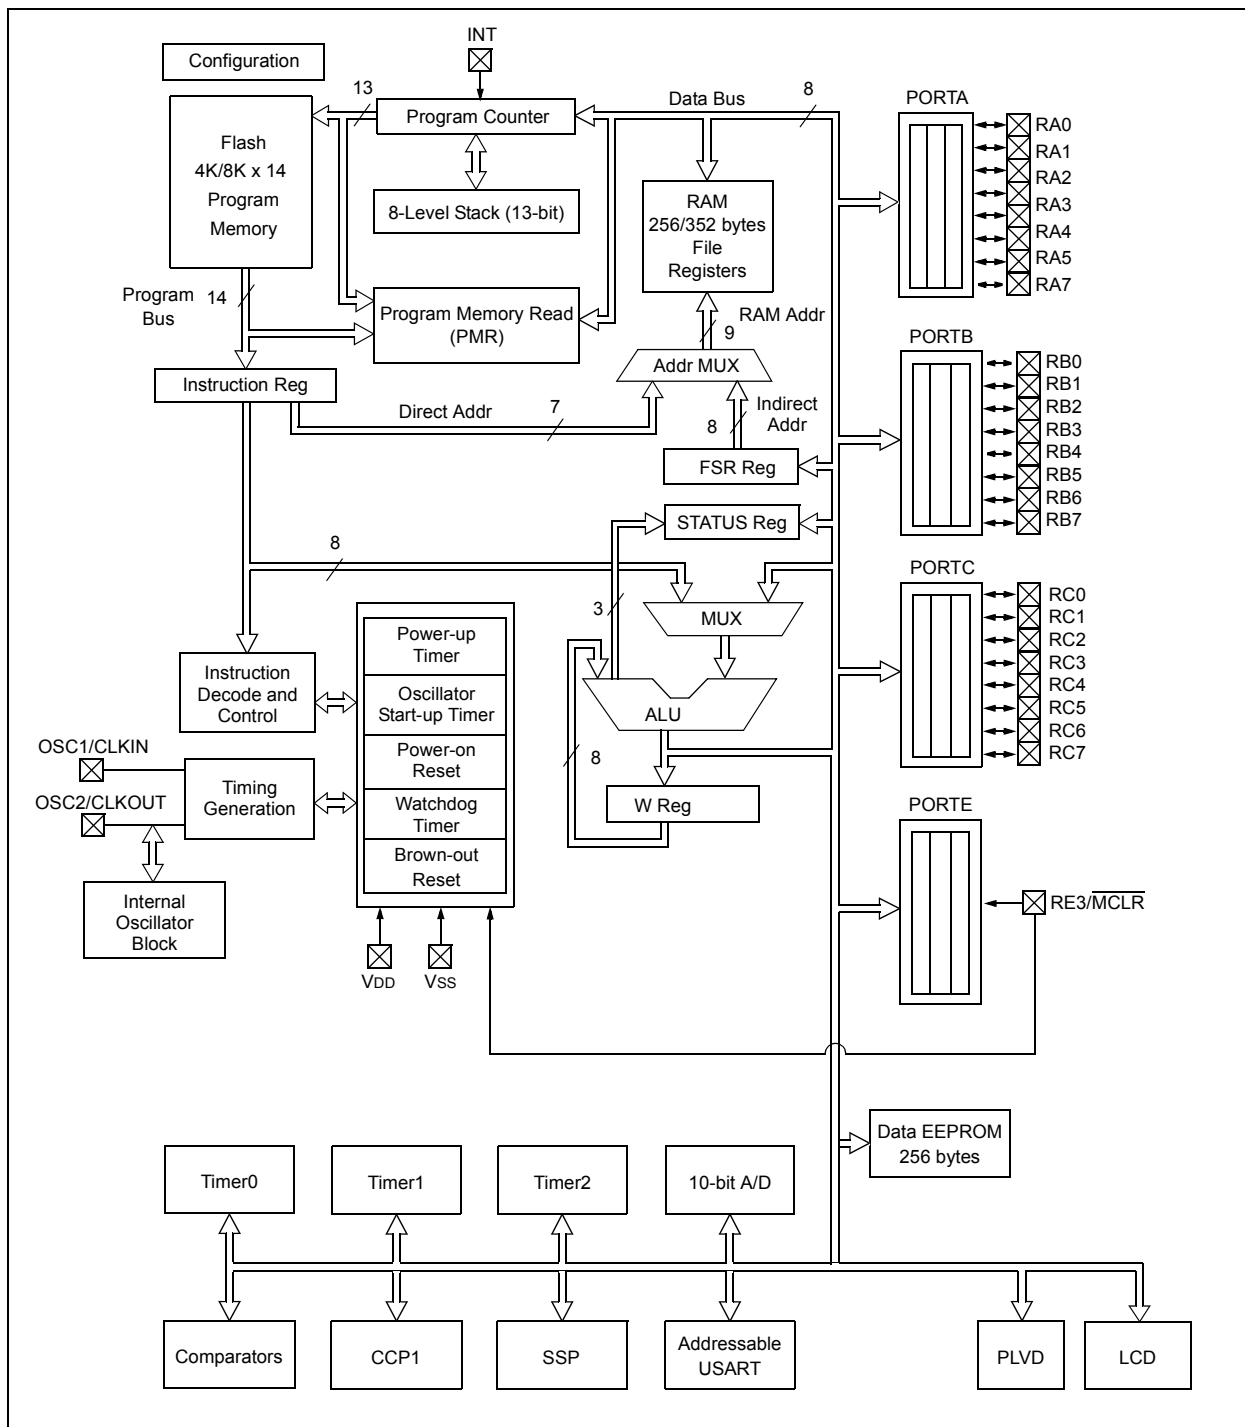 INT
Configuration
13
Data Bus
8
PORTA
Flash
4K/8K x 14
Program
Memory
Program Counter
8-Level Stack (13-bit)
RAM
256/352 bytes
File
Registers
RA0
RA1
RA2
RA3
RA4
RA5
RA7
Program
Bus
14
Program Memory Read
(PMR)
RAM Addr
9
Addr MUX
PORTB
RB0
RB1
RB2
RB3
RB4
RB5
RB6
RB7
Instruction Reg
Direct Addr
7
8
Indirect
Addr
FSR Reg
STATUS Reg
8
3
MUX
PORTC
RC0
RC1
RC2
RC3
RC4
RC5
RC6
RC7
Instruction
Decode and
Control
Power-up
Timer
Oscillator
Start-up Timer
Power-on
Reset
Watchdog
Timer
Brown-out
Reset
ALU
8
W Reg
OSC1/CLKIN
OSC2/CLKOUT
Timing
Generation
Internal
Oscillator
Block
VDD
VSS
PORTE
RE3/MCLR
Data EEPROM
256 bytes
Timer0
Timer1
Timer2
10-bit A/D
Comparators
CCP1
SSP
Addressable
USART
PLVD
LCD